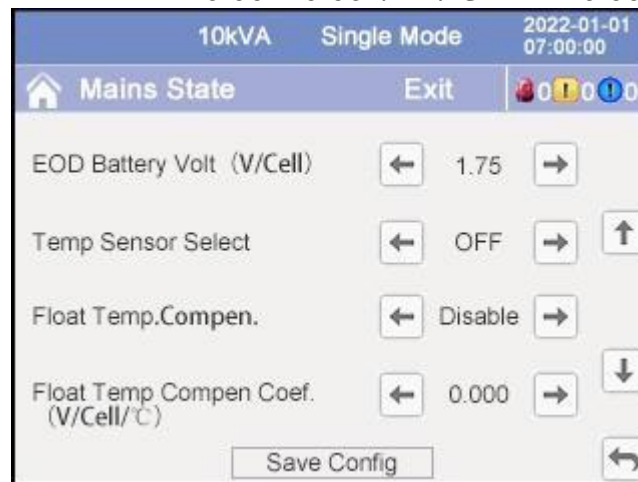 10kVA Single Mode 2022-01-01
07:00:00
Mains State Exit 0 ! 0 ! 0
EOD Battery Volt (V/Cell) 1.75
Temp Sensor Select OFF
Float Temp.Compen. Disable
Float Temp Compen Coef. 0.000
(V/Cell/℃)
Save Config